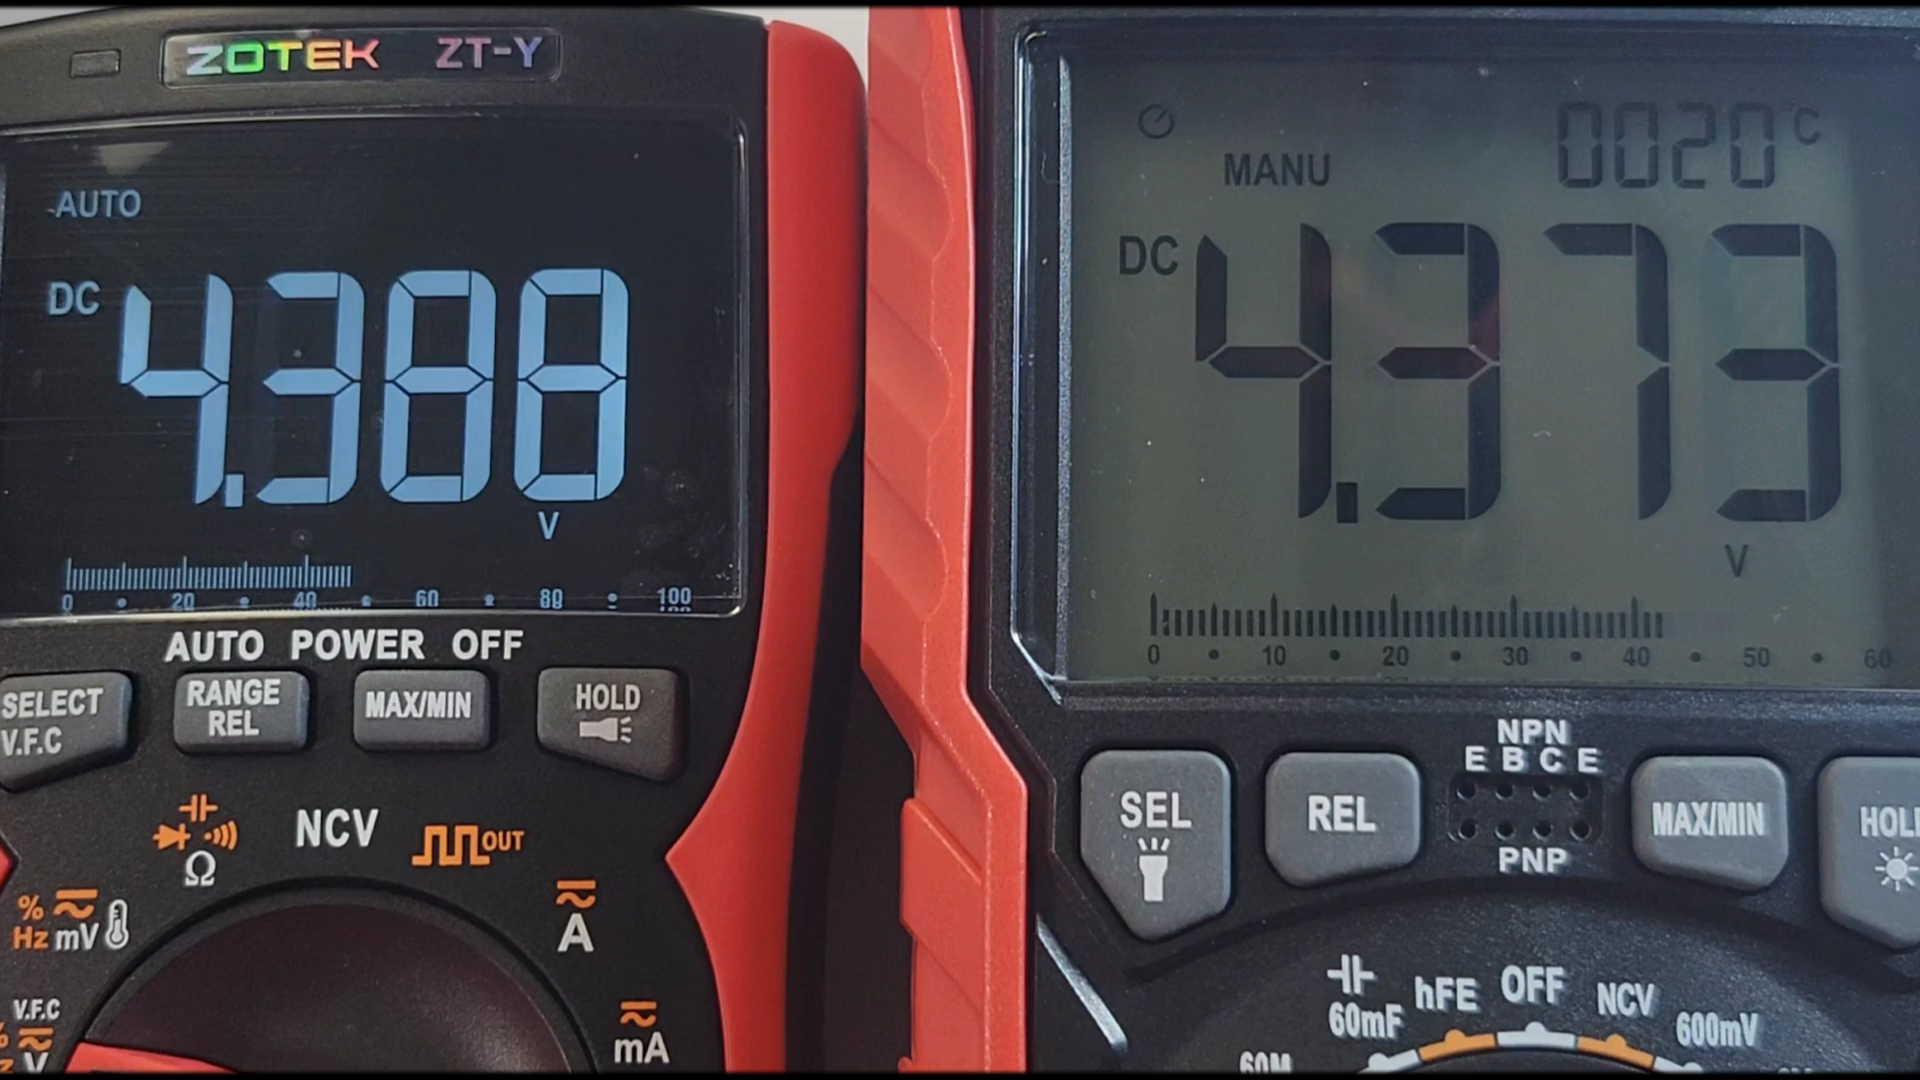 ZOTEK ZT-Y
AUTO
DC 4.388
V
0 20 40 60 80 100
AUTO POWER OFF
SELECT
V.F.C
RANGE
REL
MAX/MIN
HOLD
Ω
NCV
OUT
%
Hz mV
A
V.F.C
V
mA
MANU
0020 °C
DC 4.373
V
0 10 20 30 40 50 60
SEL
REL
NPN
E B C E
PNP
MAX/MIN
60mF
hFE
OFF
NCV
600mV
60M